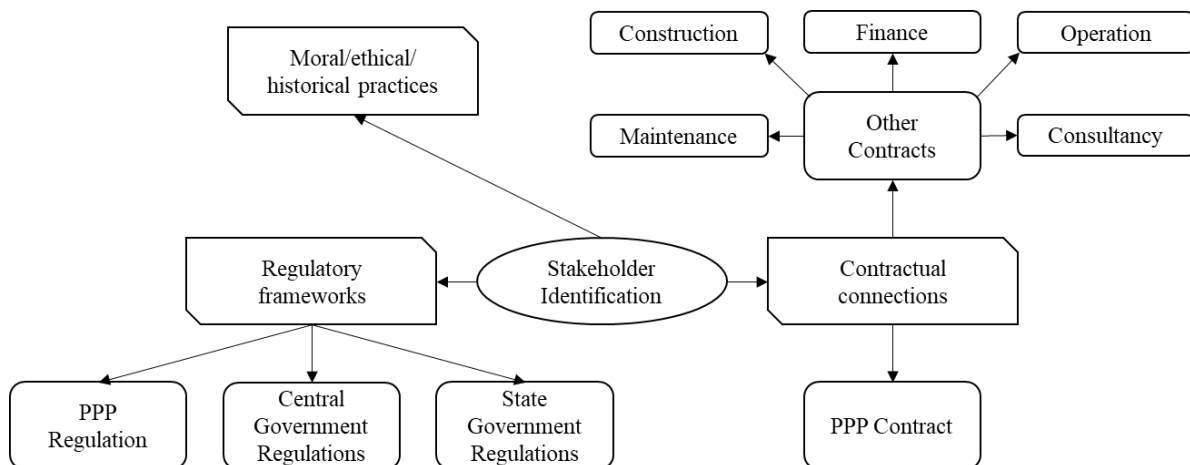 Moral/ethical/
historical practices
Construction
Finance
Operation
Maintenance
Other
Contracts
Consultancy
Regulatory
frameworks
Stakeholder
Identification
Contractual
connections
PPP
Regulation
Central
Government
Regulations
State
Government
Regulations
PPP Contract